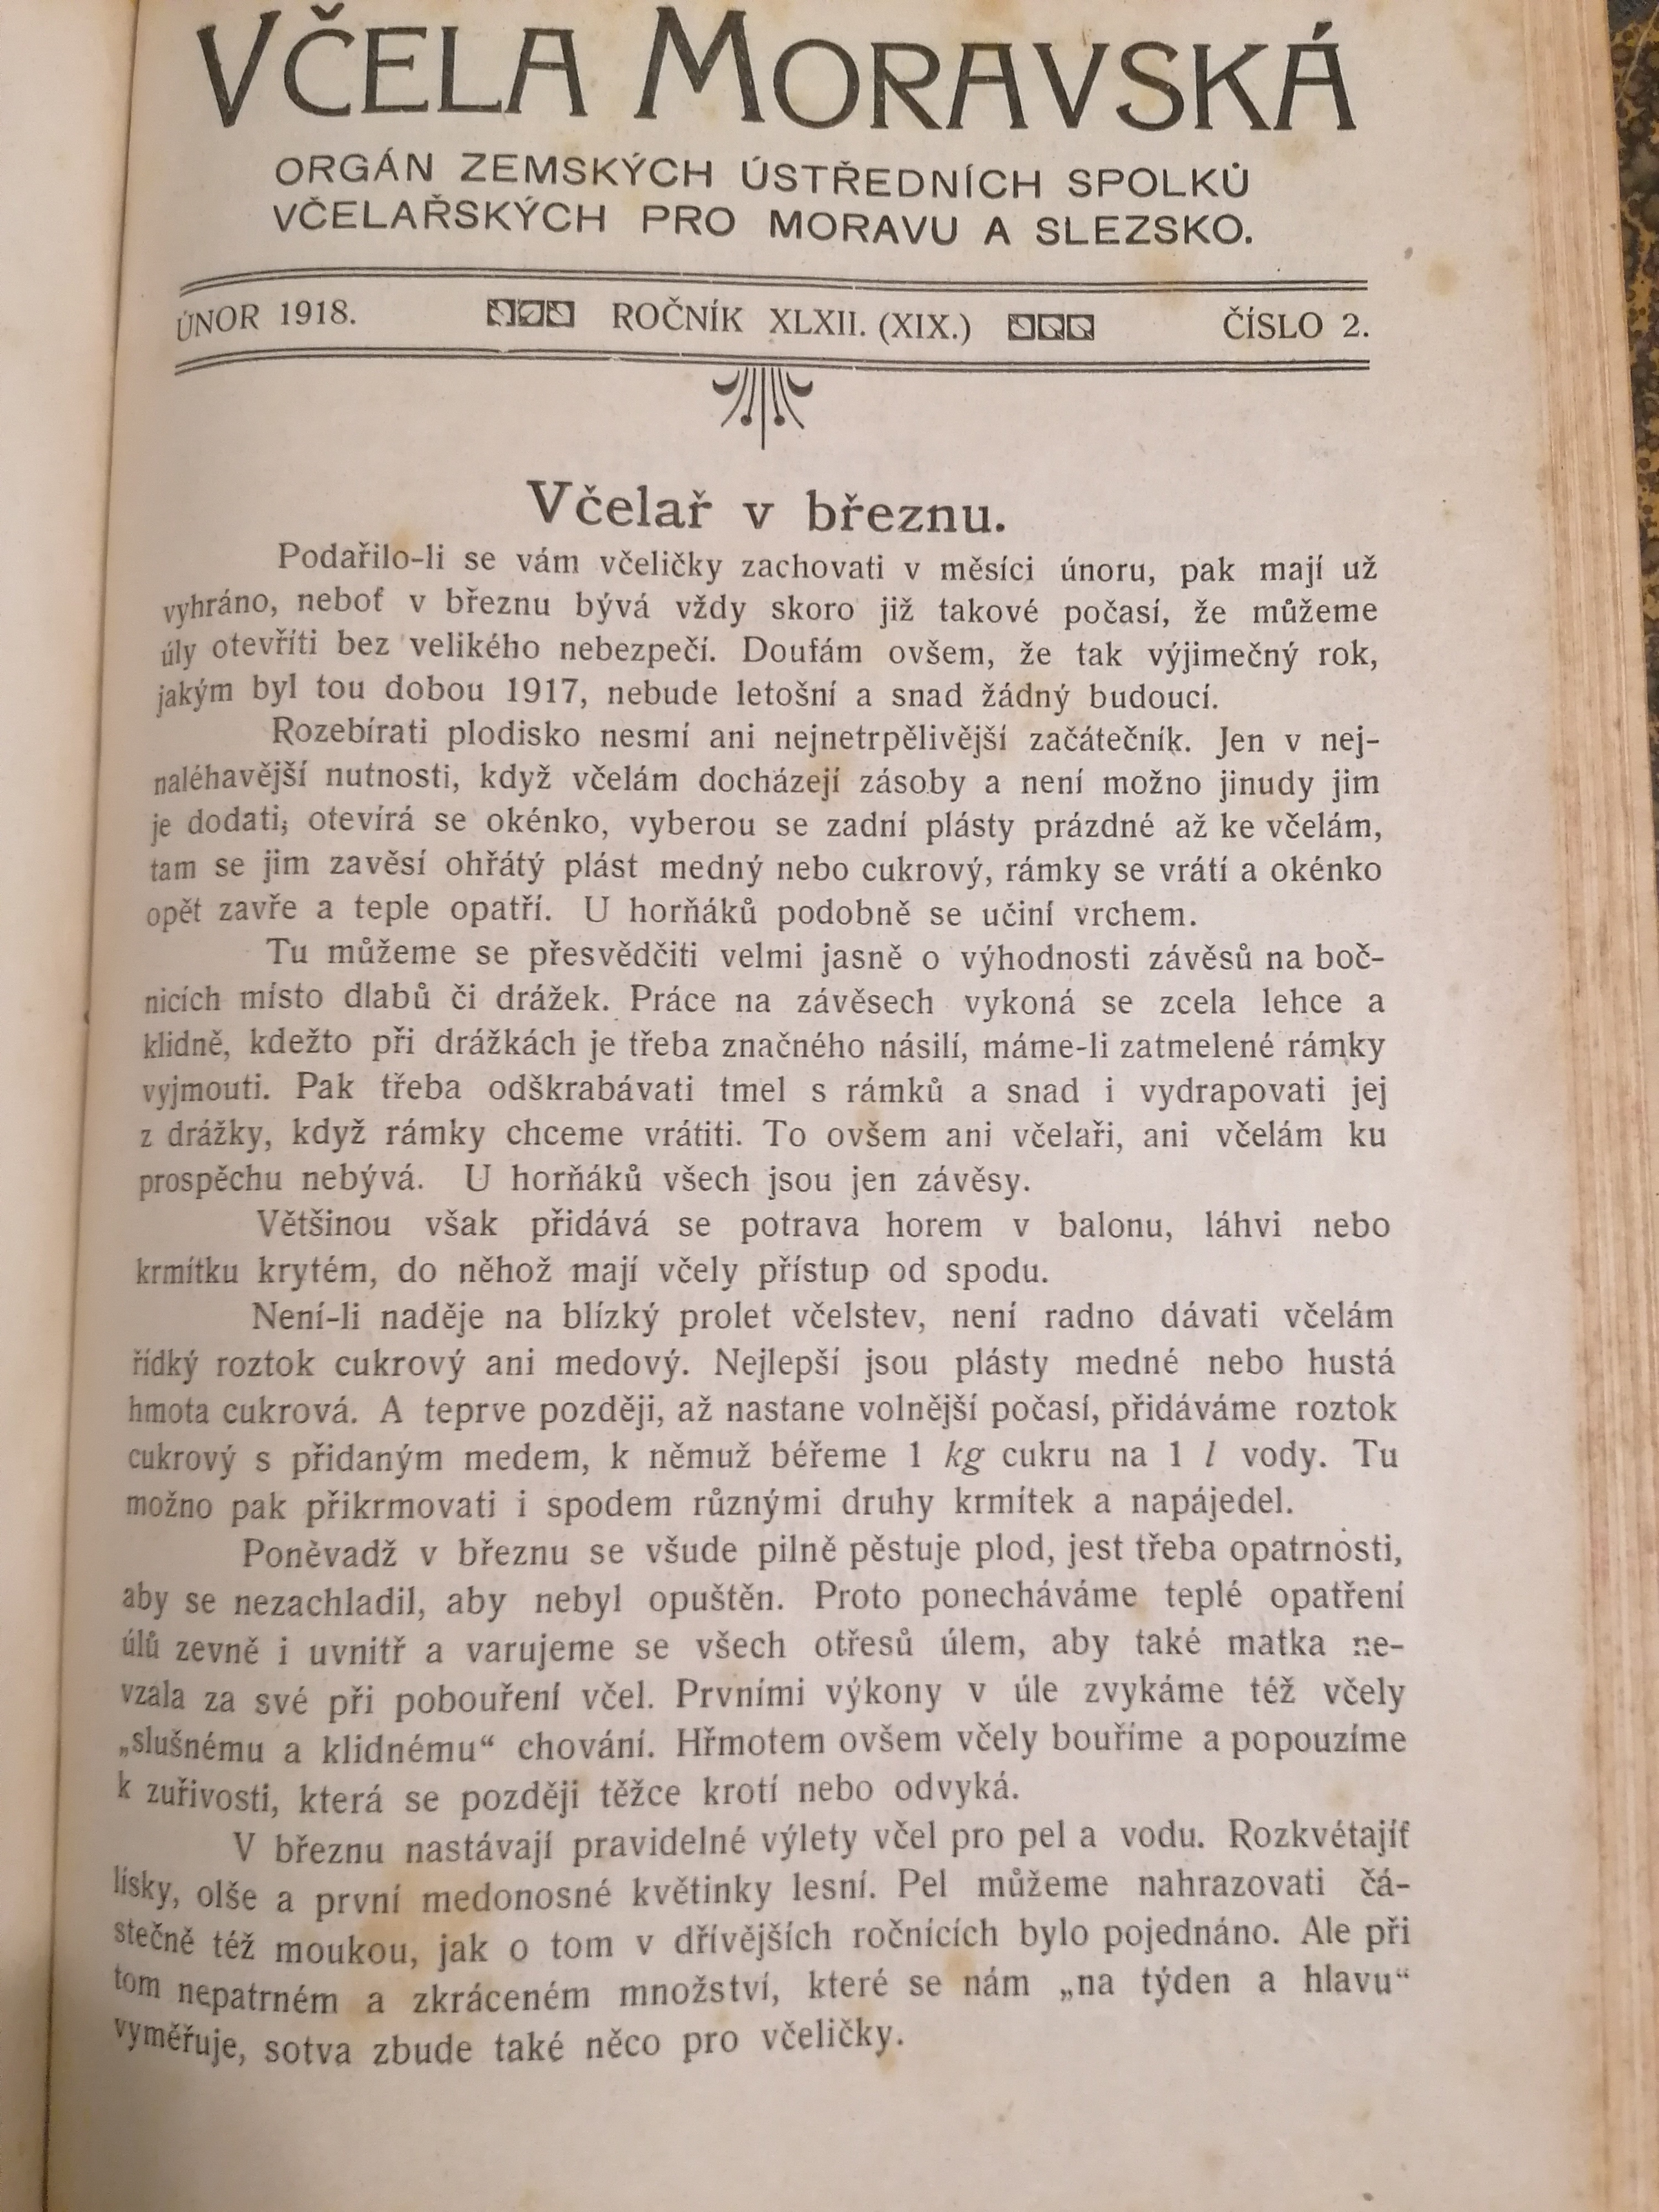 VČELA MORAVSKÁ
ORGÁN ZEMSKÝCH ÚSTŘEDNÍCH SPOLKŮ
VČELAŘSKÝCH PRO MORAVU A SLEZSKO.
ÚNOR 1918. ROČNÍK XLXII. (XIX.) ČÍSLO 2.
Včelař v březnu.
Podařilo-li se vám včeličky zachovati v měsíci únoru, pak mají už
vyhráno, neboť v březnu bývá vždy skoro již takové počasí, že můžeme
úly otevříti bez velikého nebezpečí. Doufám ovšem, že tak výjimečný rok,
jakým byl tou dobou 1917, nebude letošní a snad žádný budoucí.
Rozebírati plodisko nesmí ani nejnetrpělivější začátečník. Jen v nej-
naléhavější nutnosti, když včelám docházejí zásoby a není možno jinudy jim
je dodati, otevírá se okénko, vyberou se zadní plásty prázdné až ke včelám,
tam se jim zavěsí ohřátý plást medný nebo cukrový, rámky se vrátí a okénko
opět zavře a teple opatří. U horňáků podobně se učiní vrchem.
Tu můžeme se přesvědčiti velmi jasně o výhodnosti závěsů na boč-
nicích místo dlabů či drážek. Práce na závěsech vykoná se zcela lehce a
klidně, kdežto při drážkách je třeba značného násilí, máme-li zatmelené rámky
vyjmouti. Pak třeba odškrabávati tmel s rámků a snad i vydrapovati jej
z drážky, když rámky chceme vrátiti. To ovšem ani včelaři, ani včelám ku
prospěchu nebývá. U horňáků všech jsou jen závěsy.
Většinou však přidává se potrava horem v balonu, láhvi nebo
krmítku krytém, do něhož mají včely přístup od spodu.
Není-li naděje na blízký prolet včelstev, není radno dávati včelám
řídký roztok cukrový ani medový. Nejlepší jsou plásty medné nebo hustá
hmota cukrová. A teprve později, až nastane volnější počasí, přidáváme roztok
cukrový s přidaným medem, k němuž béřeme 1 kg cukru na 1 l vody. Tu
možno pak přikrmovati i spodem různými druhy krmítek a napájedel.
Poněvadž v březnu se všude pilně pěstuje plod, jest třeba opatrnosti,
aby se nezachladil, aby nebyl opuštěn. Proto ponecháváme teplé opatření
úlů zevně i uvnitř a varujeme se všech otřesů úlem, aby také matka ne-
vzala za své při pobouření včel. Prvními výkony v úle zvykáme též včely
„slušnému a klidnému“ chování. Hřmotem ovšem včely bouříme a popouzíme
k zuřivosti, která se později těžce krotí nebo odvyká.
V březnu nastávají pravidelné výlety včel pro pel a vodu. Rozkvétajíť
lísky, olše a první medonosné květinky lesní. Pel můžeme nahrazovati čá-
stečně též moukou, jak o tom v dřívějších ročnících bylo pojednáno. Ale při
tom nepatrném a zkráceném množství, které se nám „na týden a hlavu“
vyměřuje, sotva zbude také něco pro včeličky.